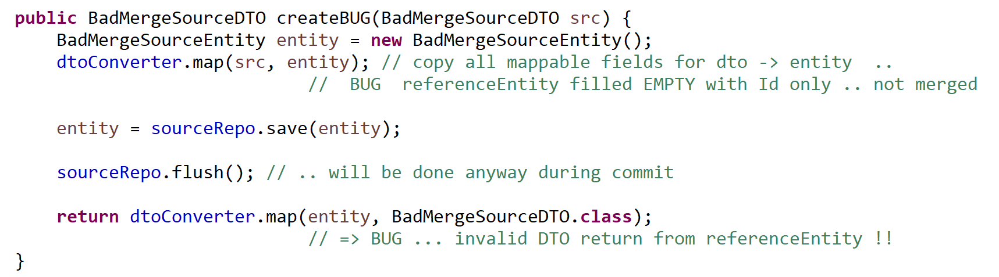 public BadMergeSourceDTO createBUG(BadMergeSourceDTO src) {
    BadMergeSourceEntity entity = new BadMergeSourceEntity();
    dtoConverter.map(src, entity); // copy all mappable fields for dto -> entity  ..
                            //  BUG  referenceEntity filled EMPTY with Id only .. not merged
    entity = sourceRepo.save(entity);
    sourceRepo.flush(); // .. will be done anyway during commit
    return dtoConverter.map(entity, BadMergeSourceDTO.class);
                            // => BUG ... invalid DTO return from referenceEntity !!
}